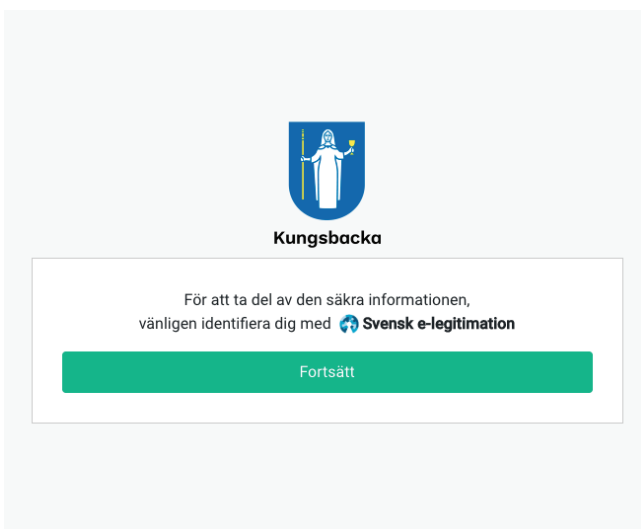 Kungsbacka
För att ta del av den säkra informationen,
vänligen identifiera dig med Svensk e-legitimation
Fortsätt